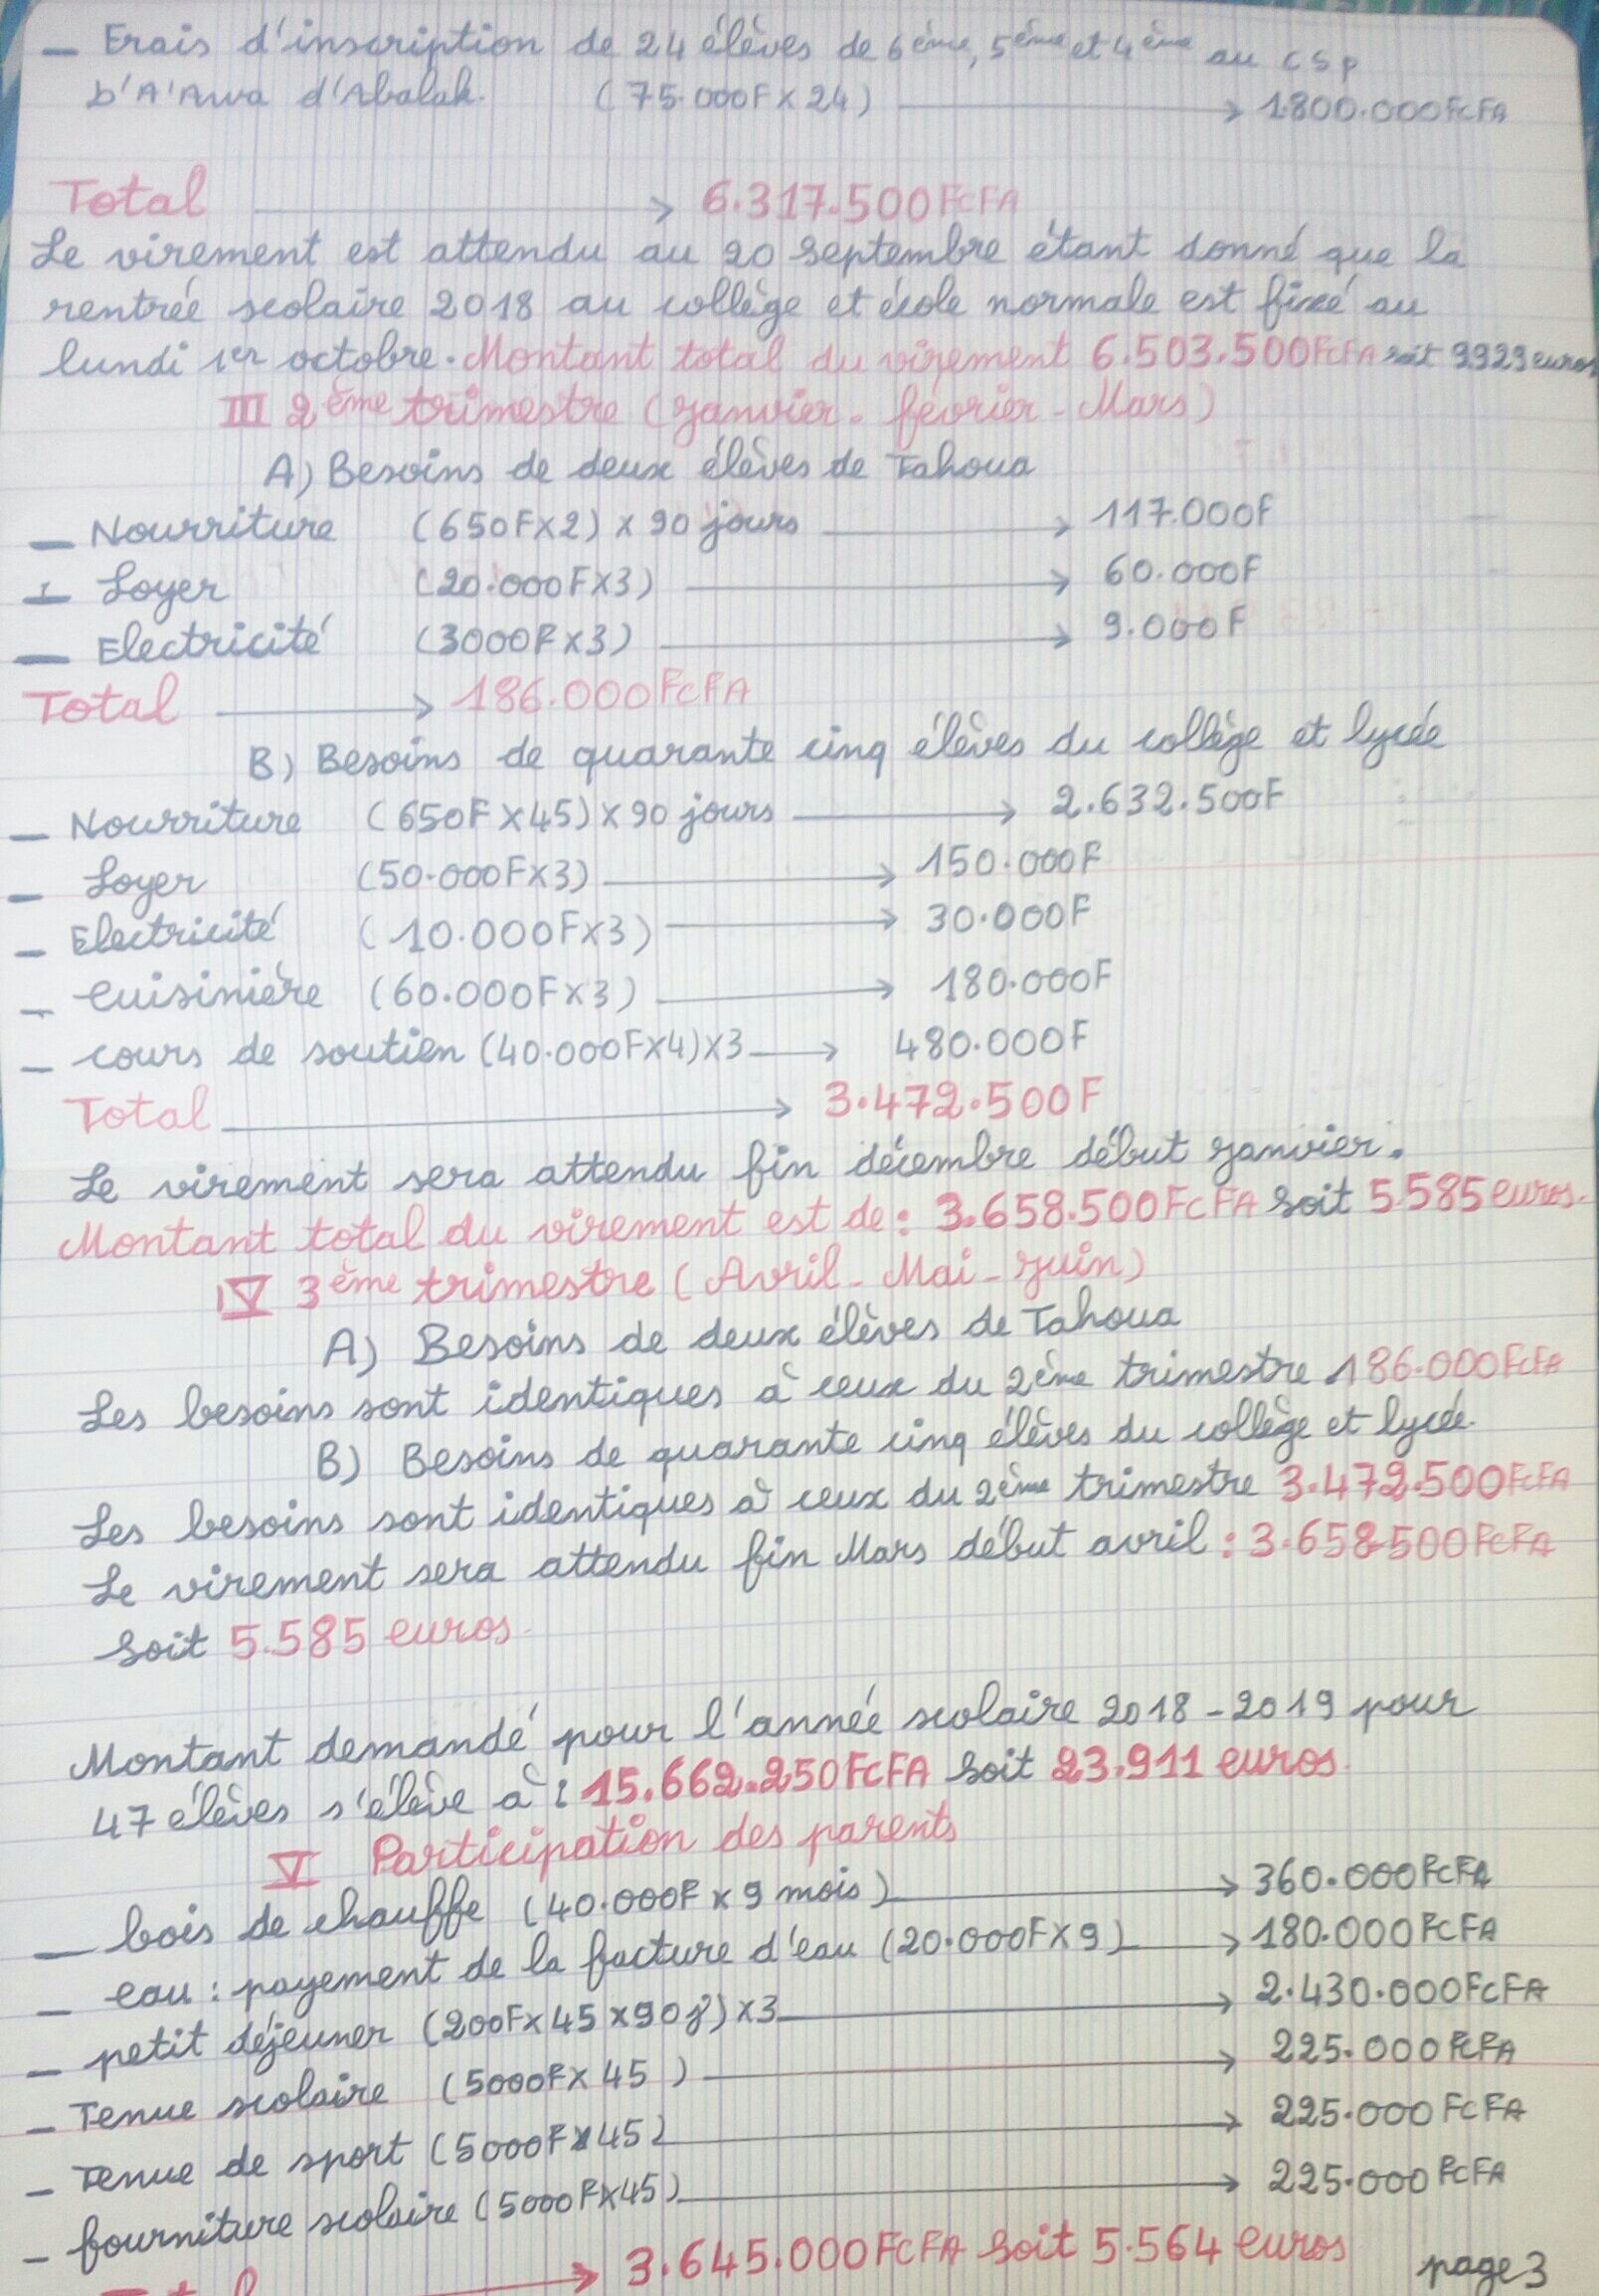 _ Frais d'inscription de 24 élèves de 6ème, 5ème et 4ème au CSP
D'A'Awa d'Abalak. (75.000F x 24) → 1.800.000FCFA
Total → 6.317.500FCFA
Le virement est attendu au 20 Septembre étant donné que la
rentrée scolaire 2018 au collège et école normale est fixé au
lundi 1er octobre. Montant total du virement 6.503.500FCFA soit 9929 euros
III 2ème trimestre (Janvier - février - Mars)
A) Besoins de deux élèves de Tahoua
_ Nourriture (650F x 2) x 90 jours → 117.000F
_ Loyer (20.000F x 3) → 60.000F
_ Electricité (3000F x 3) → 9.000F
Total → 186.000FCFA
B) Besoins de quarante cinq élèves du collège et lycée
_ Nourriture (650F x 45) x 90 jours → 2.632.500F
_ Loyer (50.000F x 3) → 150.000F
_ Electricité (10.000F x 3) → 30.000F
_ Cuisinière (60.000F x 3) → 180.000F
_ cours de soutien (40.000F x 4) x 3 → 480.000F
Total → 3.472.500F
Le virement sera attendu fin décembre début Janvier.
Montant total du virement est de : 3.658.500FCFA Soit 5.585 euros.
IV 3ème trimestre (Avril - Mai - Juin)
A) Besoins de deux élèves de Tahoua
Les besoins sont identiques à ceux du 2ème trimestre 186.000FCFA
B) Besoins de quarante cinq élèves du collège et lycée.
Les besoins sont identiques à ceux du 2ème trimestre 3.472.500FCFA
Le virement sera attendu fin Mars début avril : 3.658.500FCFA
Soit 5.585 euros.
Montant demandé pour l'année scolaire 2018 - 2019 pour
47 élèves s'élève à : 15.662.250FCFA Soit 23.911 euros.
V Participation des parents
_ bois de chauffe (40.000F x 9 mois) → 360.000FCFA
_ eau : payement de la facture d'eau (20.000F x 9) → 180.000FCFA
_ petit déjeuner (200F x 45 x 90j) x 3 → 2.430.000FCFA
_ Tenue scolaire (5000F x 45) → 225.000FCFA
_ Tenue de sport (5000F x 45) → 225.000FCFA
_ fourniture scolaire (5000F x 45) → 225.000FCFA
Total → 3.645.000FCFA Soit 5.564 euros
page 3